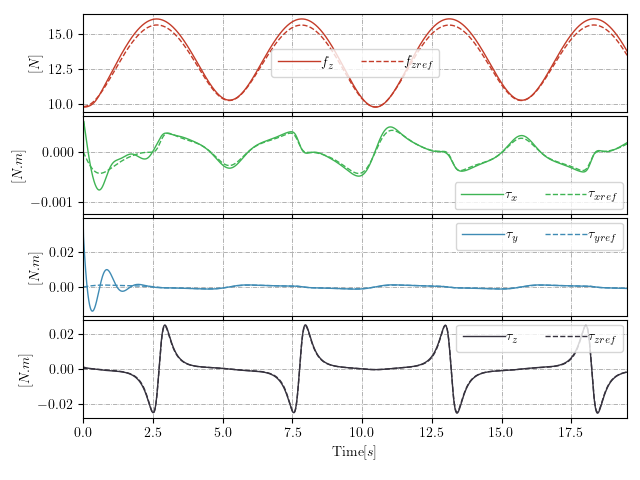 15.0
12.5
10.0
[N]
f_z f_zref
0.000
−0.001
[N.m]
τ_x τ_xref
0.02
0.00
[N.m]
τ_y τ_yref
0.02
0.00
−0.02
[N.m]
τ_z τ_zref
0.0 2.5 5.0 7.5 10.0 12.5 15.0 17.5
Time[s]